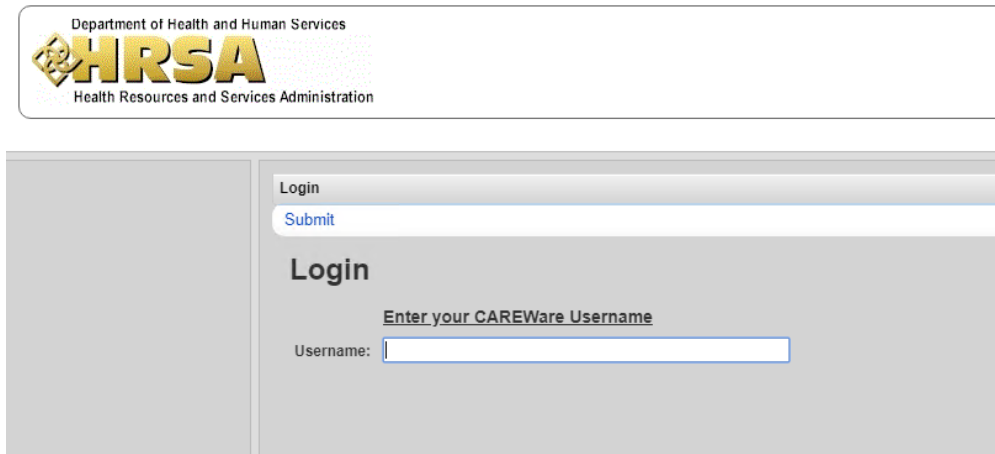 Department of Health and Human Services
HRSA
Health Resources and Services Administration
Login
Submit
Login
Enter your CAREWare Username
Username: